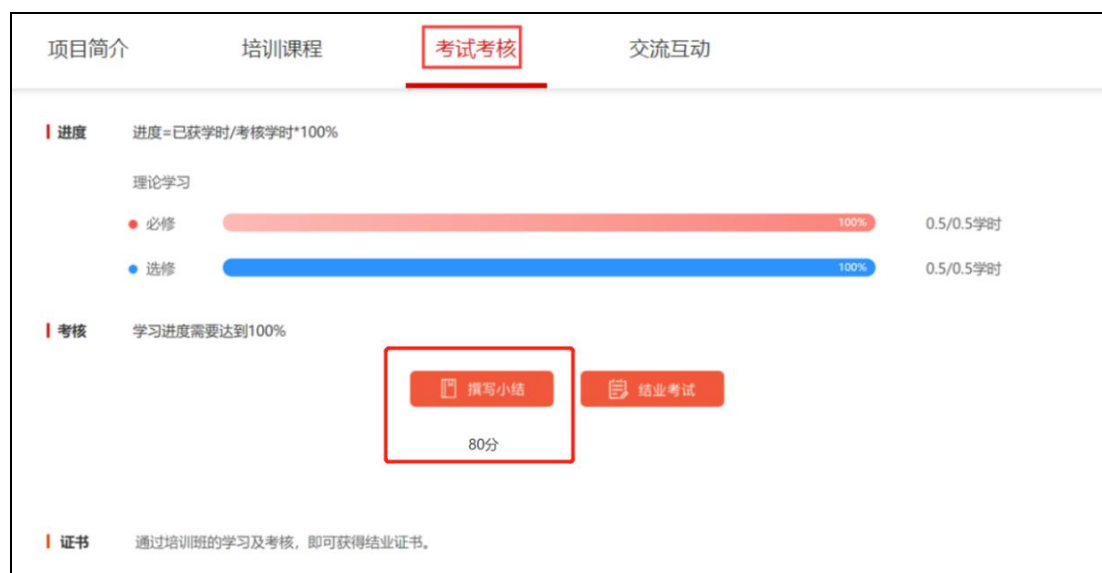 项目简介 培训课程 考试考核 交流互动
进度 进度=已获学时/考核学时*100%
理论学习
必修 100% 0.5/0.5学时
选修 100% 0.5/0.5学时
考核 学习进度需要达到100%
撰写小结 结业考试
80分
证书 通过培训班的学习及考核，即可获得结业证书。